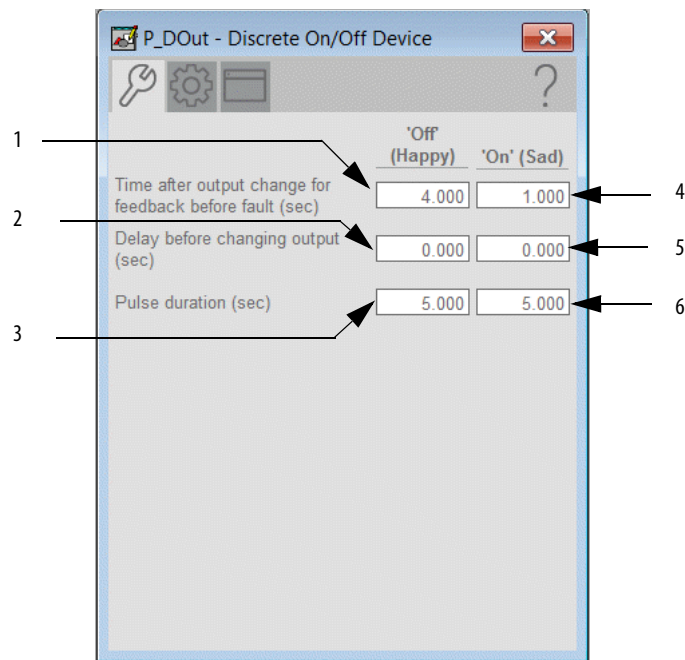 P_DOut - Discrete On/Off Device
?
'Off'
(Happy) 'On' (Sad)
1
Time after output change for
feedback before fault (sec)
4.000 1.000
4
2
Delay before changing output
(sec)
0.000 0.000
5
Pulse duration (sec)
5.000 5.000
6
3